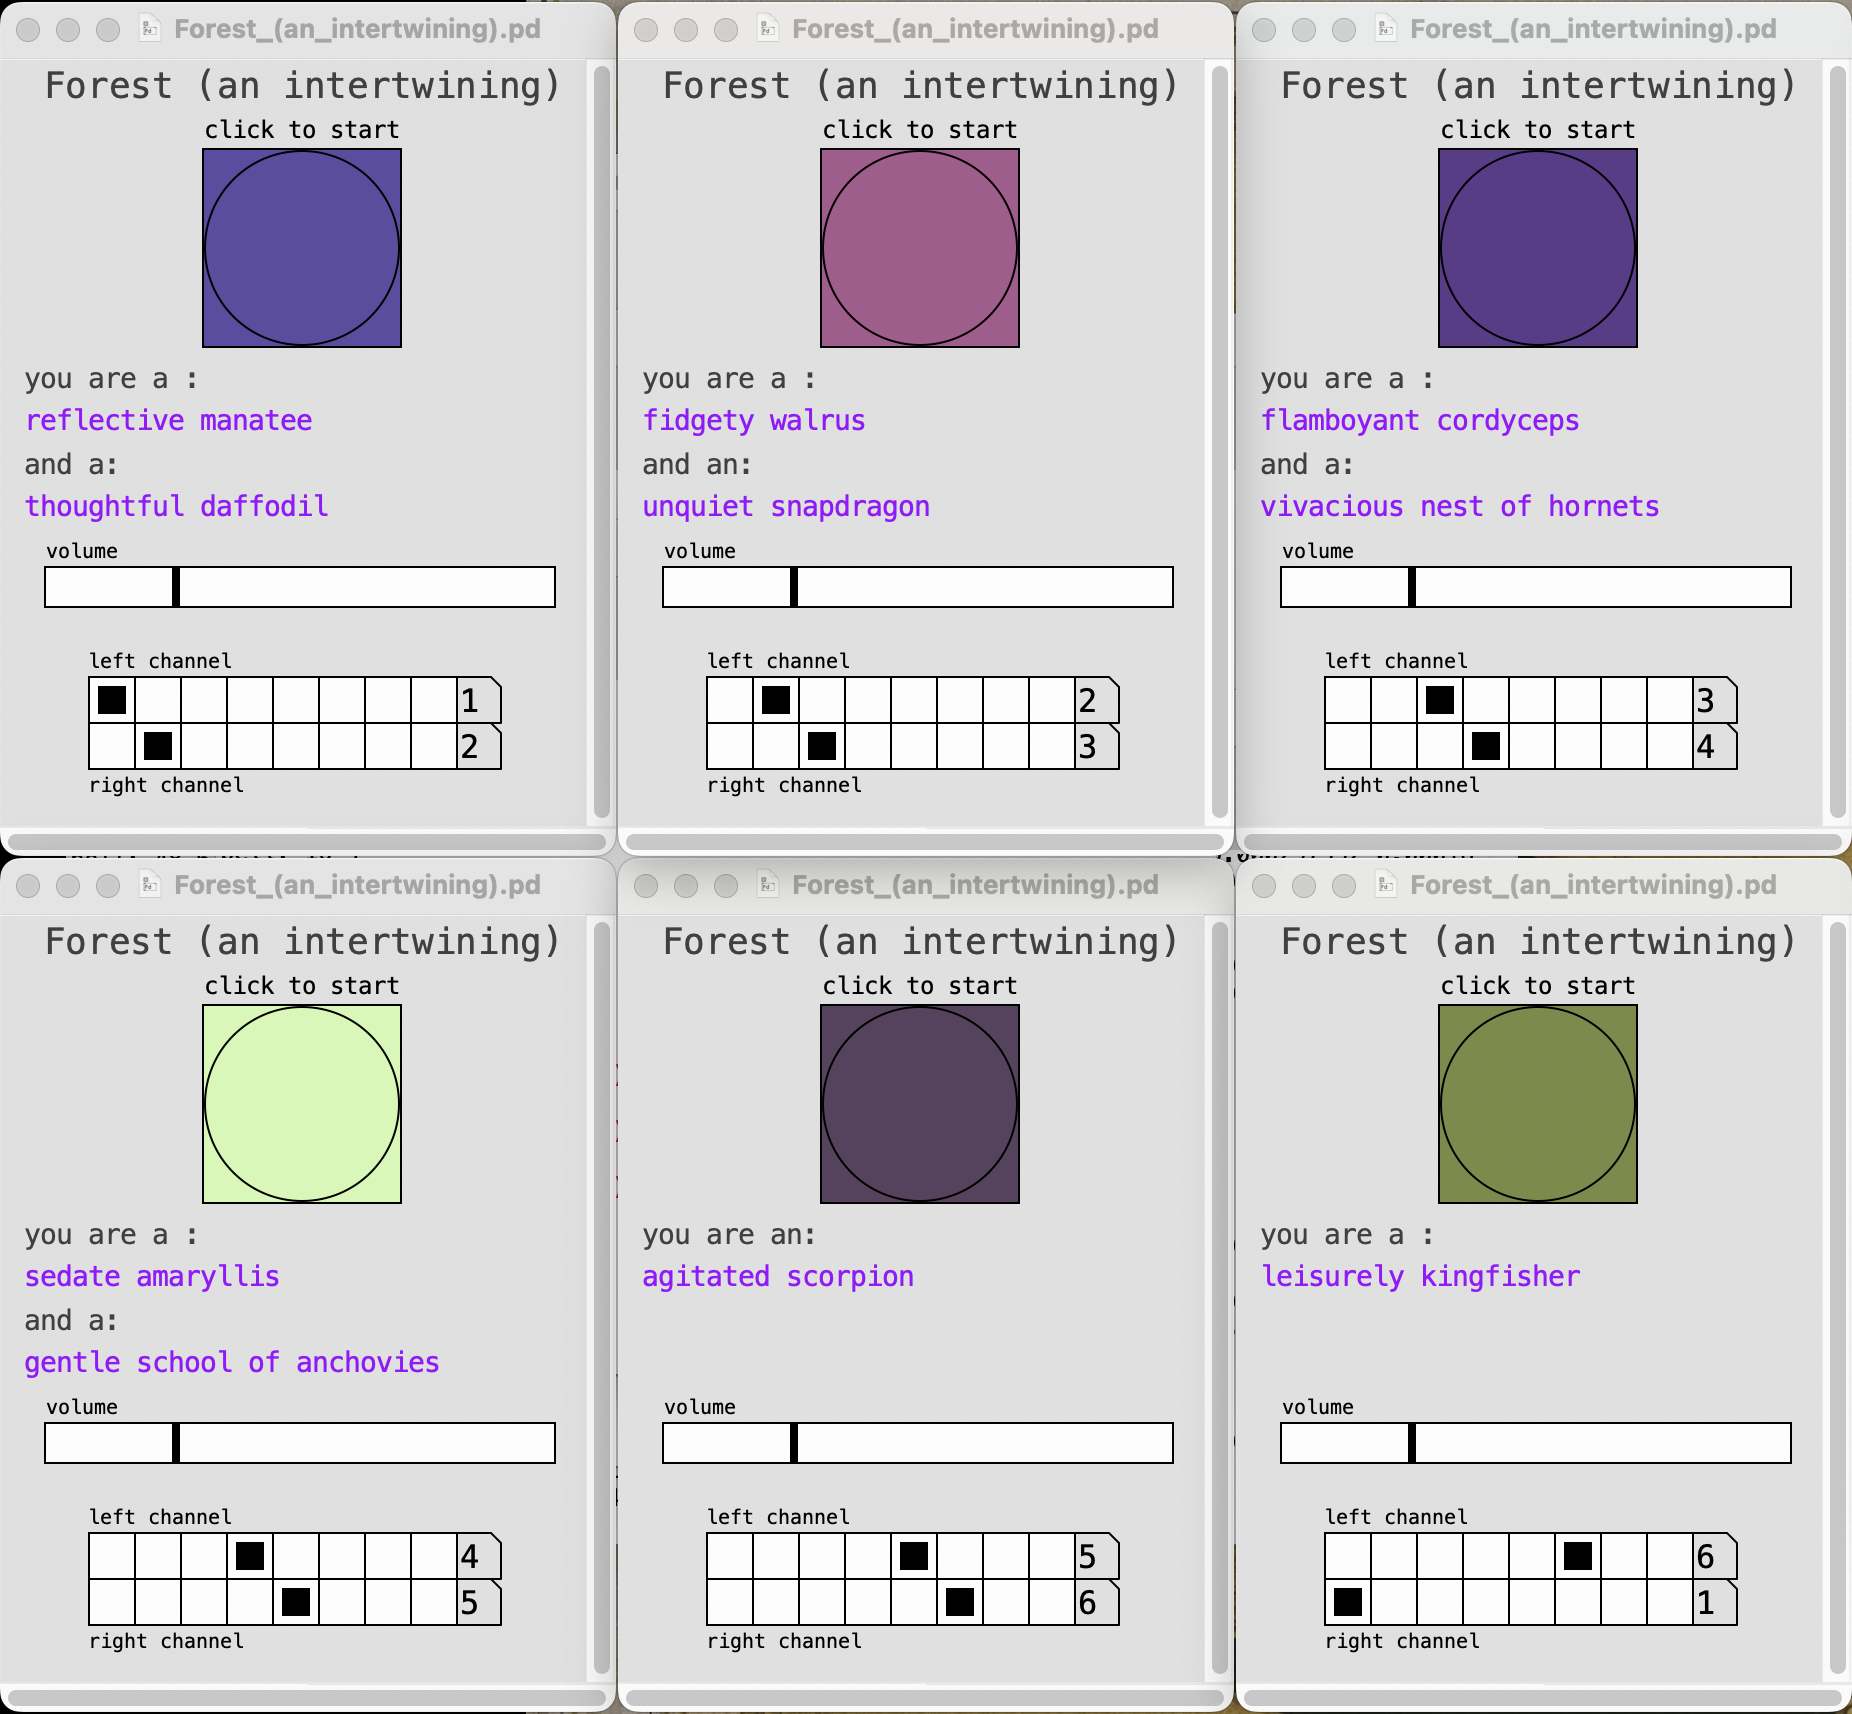 Forest_(an_intertwining).pd
Forest (an intertwining)
click to start
you are a :
reflective manatee
and a:
thoughtful daffodil
volume
left channel
1
2
right channel
Forest_(an_intertwining).pd
Forest (an intertwining)
click to start
you are a :
fidgety walrus
and an:
unquiet snapdragon
volume
left channel
2
3
right channel
Forest_(an_intertwining).pd
Forest (an intertwining)
click to start
you are a :
flamboyant cordyceps
and a:
vivacious nest of hornets
volume
left channel
3
4
right channel
Forest_(an_intertwining).pd
Forest (an intertwining)
click to start
you are a :
sedate amaryllis
and a:
gentle school of anchovies
volume
left channel
4
5
right channel
Forest_(an_intertwining).pd
Forest (an intertwining)
click to start
you are an:
agitated scorpion
volume
left channel
5
6
right channel
Forest_(an_intertwining).pd
Forest (an intertwining)
click to start
you are a :
leisurely kingfisher
volume
left channel
6
1
right channel